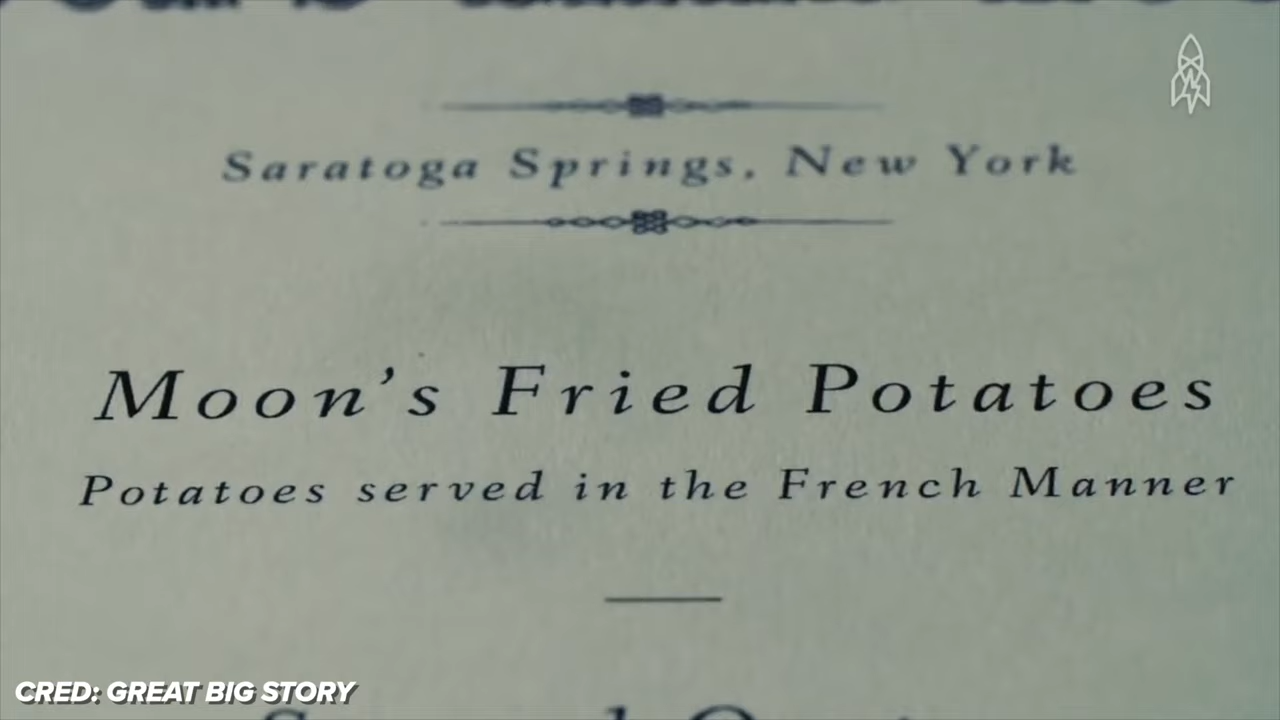 Saratoga Springs, New York
Moon's Fried Potatoes
Potatoes served in the French Manner
CRED: GREAT BIG STORY